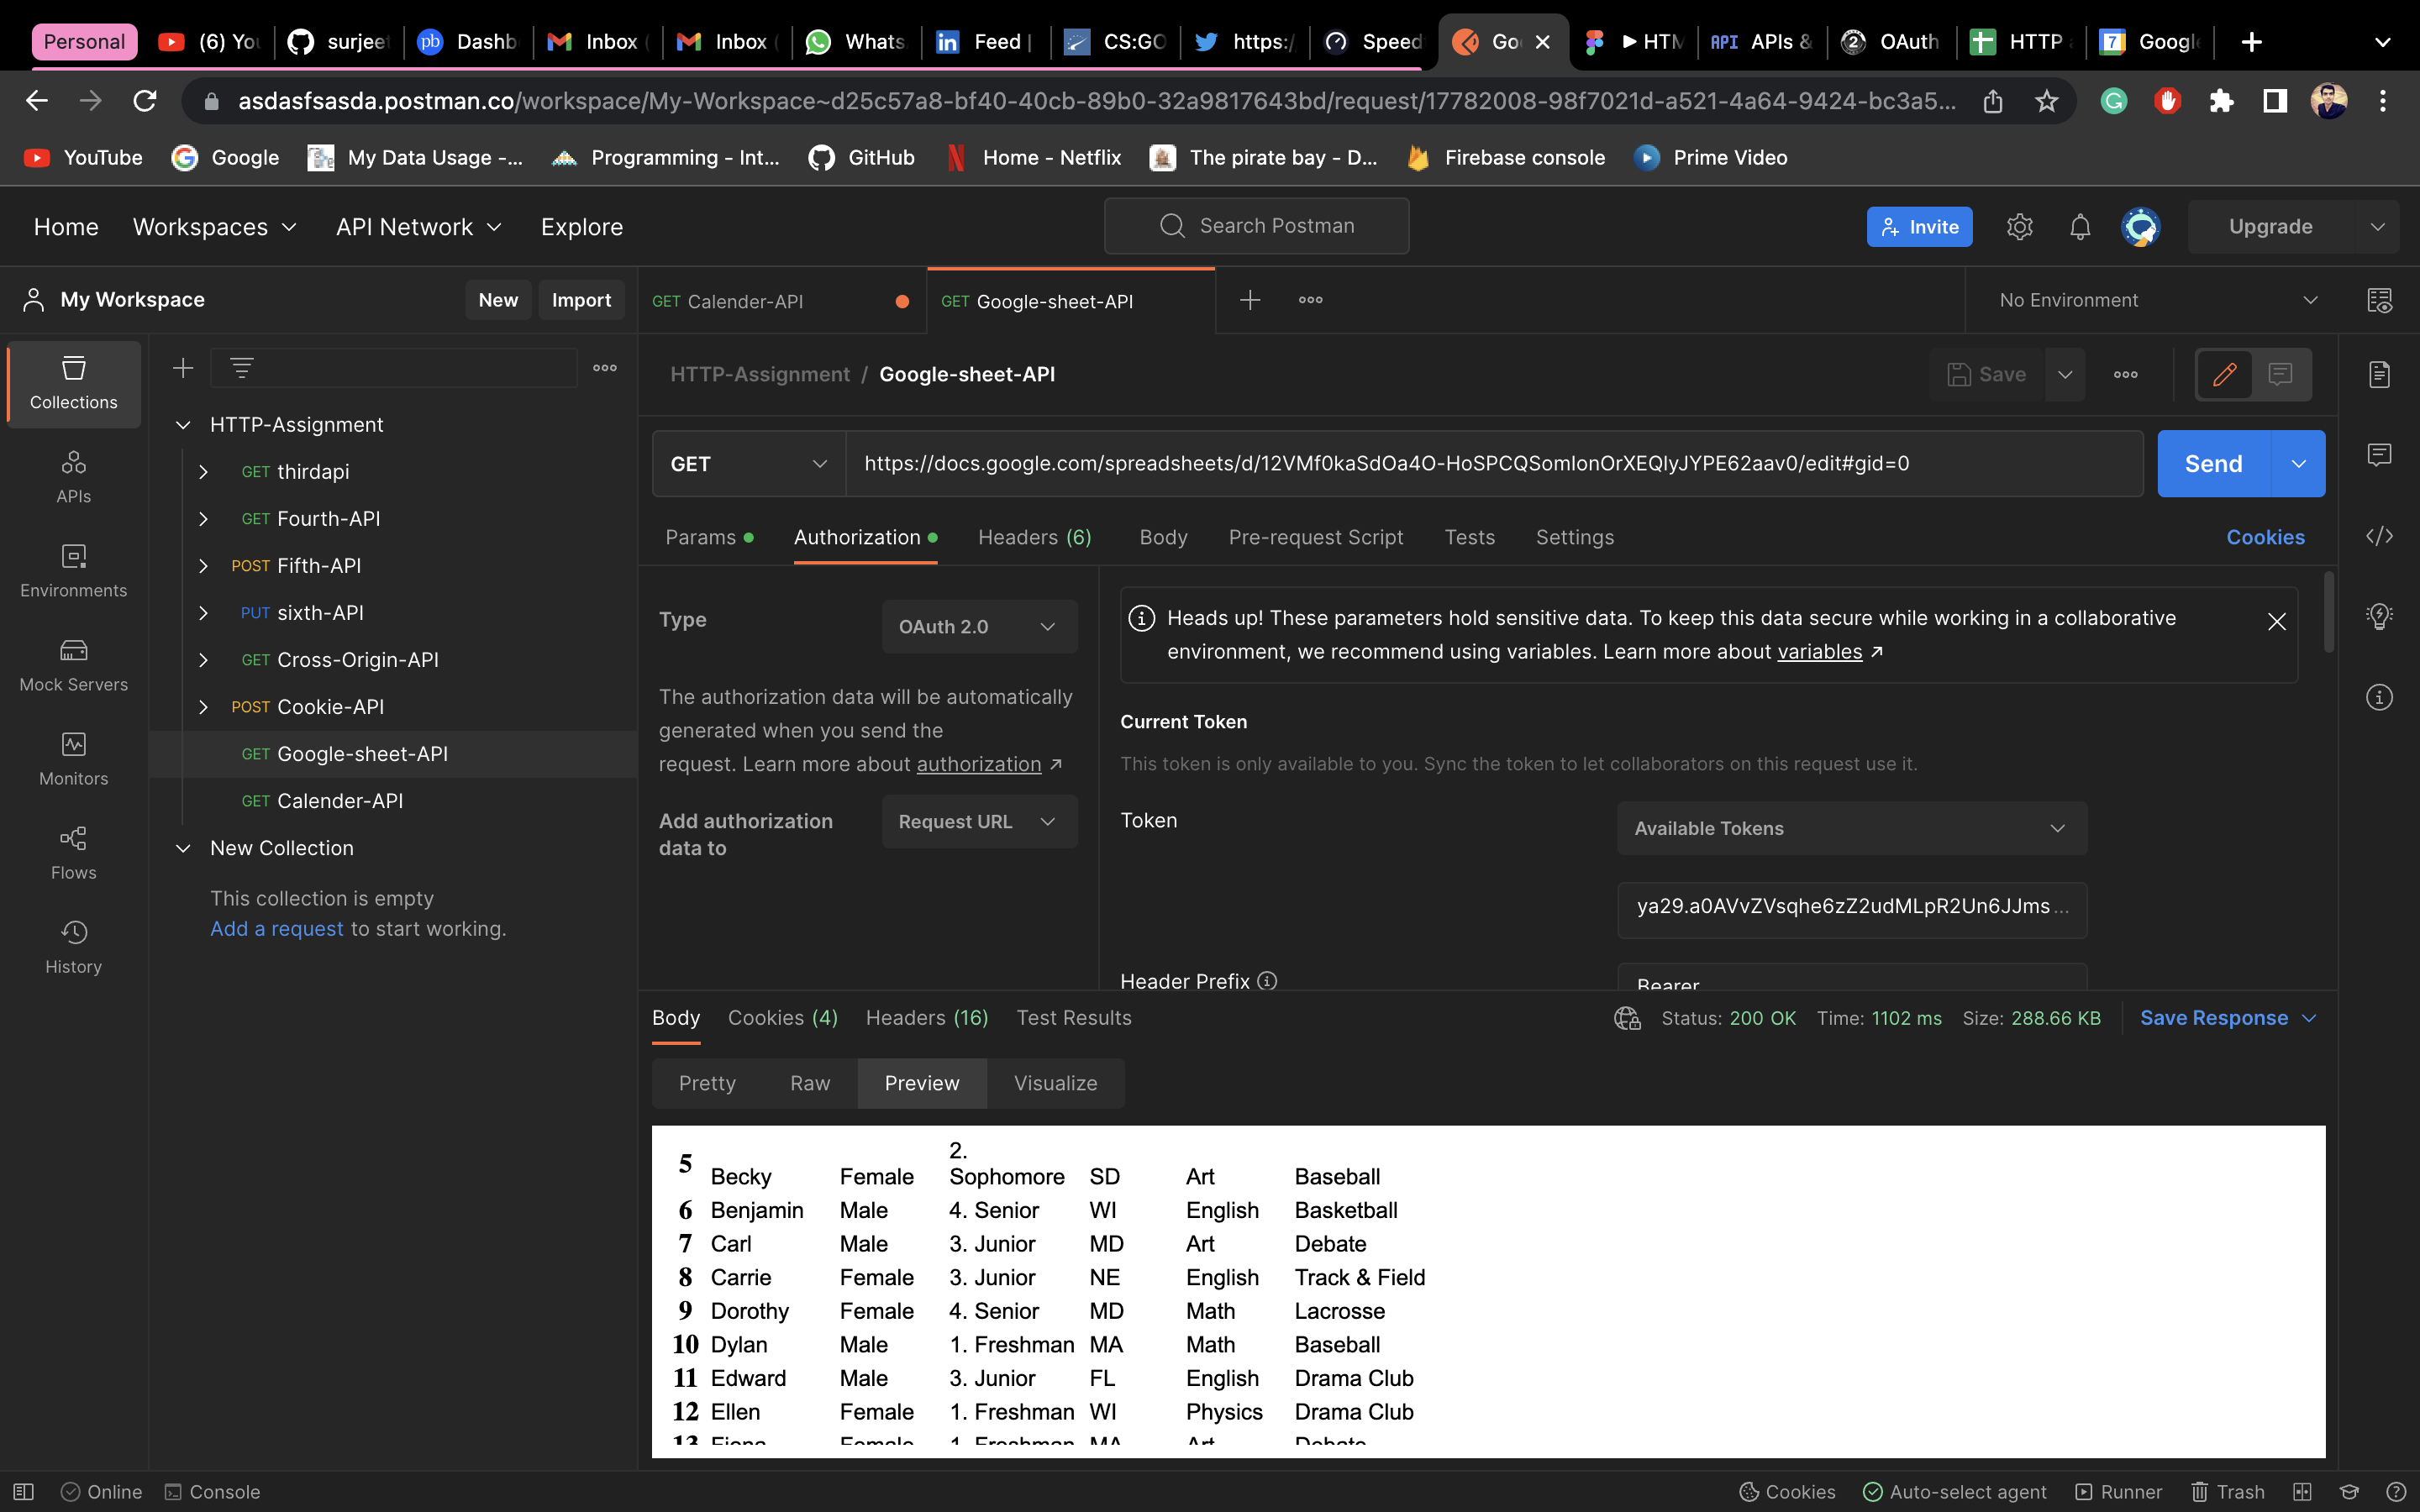 Personal (6) You surjeet Dashb Inbox ( Inbox ( Whats Feed | CS:GO https:/ Speed Go HTM API APIs & OAuth HTTP 7 Google
asdasfsasda.postman.co/workspace/My-Workspace~d25c57a8-bf40-40cb-89b0-32a9817643bd/request/17782008-98f7021d-a521-4a64-9424-bc3a5...
YouTube Google My Data Usage -... Programming - Int... GitHub Home - Netflix The pirate bay - D... Firebase console Prime Video
Home Workspaces API Network Explore Search Postman Invite Upgrade
My Workspace New Import GET Calender-API GET Google-sheet-API No Environment
HTTP-Assignment / Google-sheet-API Save
Collections
APIs
Environments
Mock Servers
Monitors
Flows
History
HTTP-Assignment
GET thirdapi
GET Fourth-API
POST Fifth-API
PUT sixth-API
GET Cross-Origin-API
POST Cookie-API
GET Google-sheet-API
GET Calender-API
New Collection
This collection is empty
Add a request to start working.
GET https://docs.google.com/spreadsheets/d/12VMf0kaSdOa4O-HoSPCQSomIonOrXEQIyJYPE62aav0/edit#gid=0 Send
Params Authorization Headers (6) Body Pre-request Script Tests Settings Cookies
Type OAuth 2.0
The authorization data will be automatically
generated when you send the
request. Learn more about authorization ↗
Add authorization
data to
Request URL
Heads up! These parameters hold sensitive data. To keep this data secure while working in a collaborative
environment, we recommend using variables. Learn more about variables ↗
Current Token
This token is only available to you. Sync the token to let collaborators on this request use it.
Token Available Tokens
ya29.a0AVvZVsqhe6zZ2udMLpR2Un6JJms...
Header Prefix Bearer
Body Cookies (4) Headers (16) Test Results Status: 200 OK Time: 1102 ms Size: 288.66 KB Save Response
Pretty Raw Preview Visualize
5 Becky Female 2. Sophomore SD Art Baseball
6 Benjamin Male 4. Senior WI English Basketball
7 Carl Male 3. Junior MD Art Debate
8 Carrie Female 3. Junior NE English Track & Field
9 Dorothy Female 4. Senior MD Math Lacrosse
10 Dylan Male 1. Freshman MA Math Baseball
11 Edward Male 3. Junior FL English Drama Club
12 Ellen Female 1. Freshman WI Physics Drama Club
13 Fiona Female 1. Freshman MA Art Debate
Online Console Cookies Auto-select agent Runner Trash